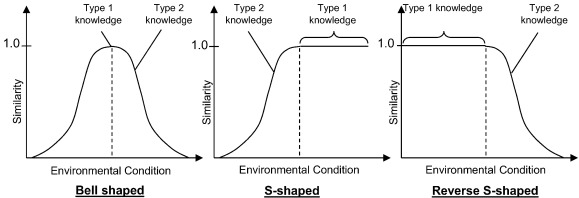 Type 1
knowledge
Type 2
knowledge
1.0
Similarity
Environmental Condition
Bell shaped
Type 2
knowledge
Type 1
knowledge
1.0
Similarity
Environmental Condition
S-shaped
Type 1 knowledge
Type 2
knowledge
1.0
Similarity
Environmental Condition
Reverse S-shaped